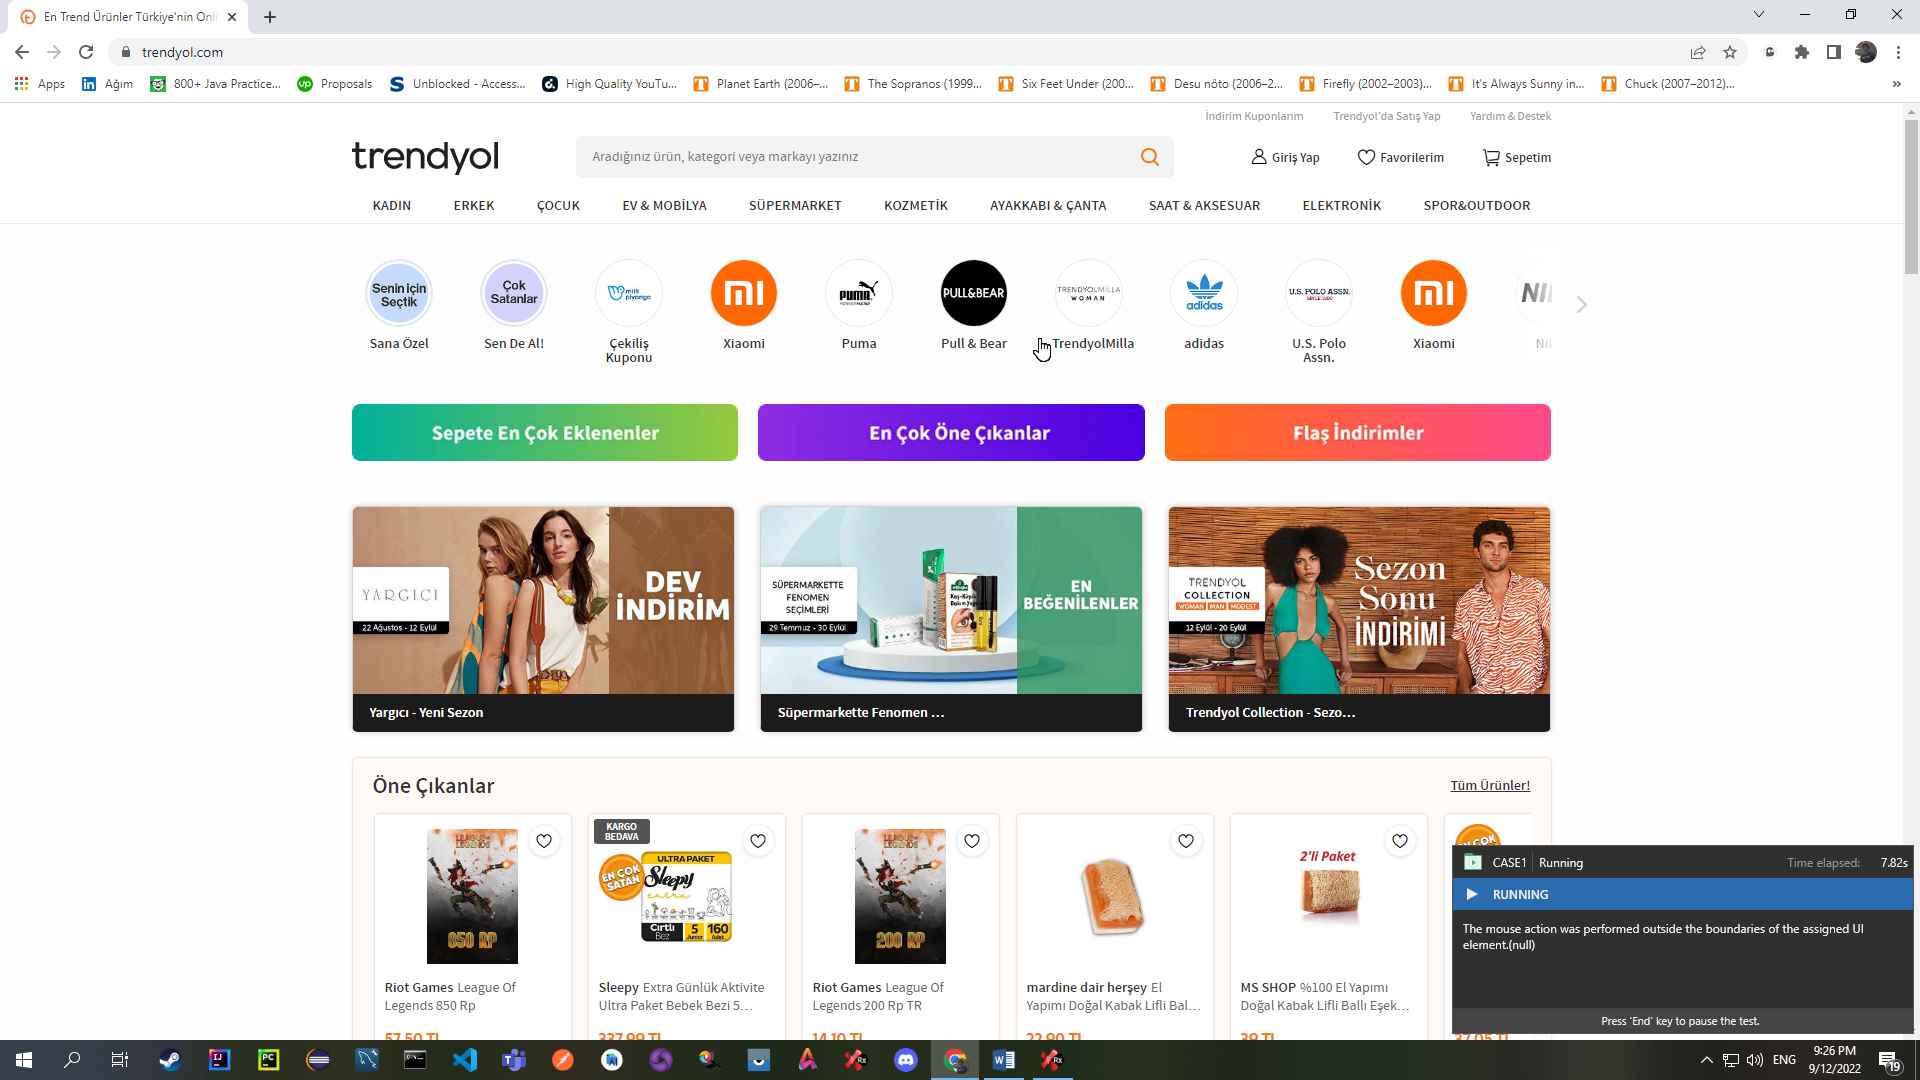 En Trend Ürünler Türkiye'nin Onli
trendyol.com
Apps
Ağım
800+ Java Practice...
Proposals
Unblocked - Access...
High Quality YouTu...
Planet Earth (2006–...
The Sopranos (1999...
Six Feet Under (200...
Desu nôto (2006–2...
Firefly (2002–2003)...
It's Always Sunny in...
Chuck (2007–2012)...
»
İndirim Kuponlarım
Trendyol'da Satış Yap
Yardım & Destek
trendyol
Aradığınız ürün, kategori veya markayı yazınız
Giriş Yap
Favorilerim
Sepetim
KADIN
ERKEK
ÇOCUK
EV & MOBİLYA
SÜPERMARKET
KOZMETİK
AYAKKABI & ÇANTA
SAAT & AKSESUAR
ELEKTRONİK
SPOR&OUTDOOR
Senin için
Seçtik
Çok
Satanlar
milli
piyango
mi
PUMA
PULL&BEAR
TRENDYOLMILLA
WOMAN
adidas
U.S. POLO ASSN.
SINCE 1890
mi
Sana Özel
Sen De Al!
Çekiliş
Kuponu
Xiaomi
Puma
Pull & Bear
TrendyolMilla
adidas
U.S. Polo
Assn.
Xiaomi
Sepete En Çok Eklenenler
En Çok Öne Çıkanlar
Flaş İndirimler
YARGICI
22 Ağustos - 12 Eylül
DEV
İNDİRİM
Yargıcı - Yeni Sezon
SÜPERMARKETTE
FENOMEN
SEÇİMLERİ
29 Temmuz - 30 Eylül
EN
BEĞENİLENLER
Süpermarkette Fenomen ...
TRENDYOL
COLLECTION
WOMAN | MAN | MODEST
12 Eylül - 20 Eylül
Sezon
Sonu
İNDİRİMİ
Trendyol Collection - Sezo...
Öne Çıkanlar
Tüm Ürünler!
LEAGUE OF
LEGENDS
850 RP
Riot Games League Of
Legends 850 Rp
57,50 TL
KARGO
BEDAVA
EN ÇOK
SATAN
ULTRA PAKET
Sleepy
extra
Cırtlı
Bez
5
Junior
160
Adet
Sleepy Extra Günlük Aktivite
Ultra Paket Bebek Bezi 5...
337,99 TL
LEAGUE OF
LEGENDS
200 RP
Riot Games League Of
Legends 200 Rp TR
14,10 TL
mardine dair herşey El
Yapımı Doğal Kabak Lifli Bal...
22,90 TL
2'li Paket
MS SHOP %100 El Yapımı
Doğal Kabak Lifli Ballı Eşek...
39 TL
37,05 TL
CASE1
Running
Time elapsed:
7.82s
RUNNING
The mouse action was performed outside the boundaries of the assigned UI
element.(null)
Press 'End' key to pause the test.
ENG
9:26 PM
9/12/2022
19